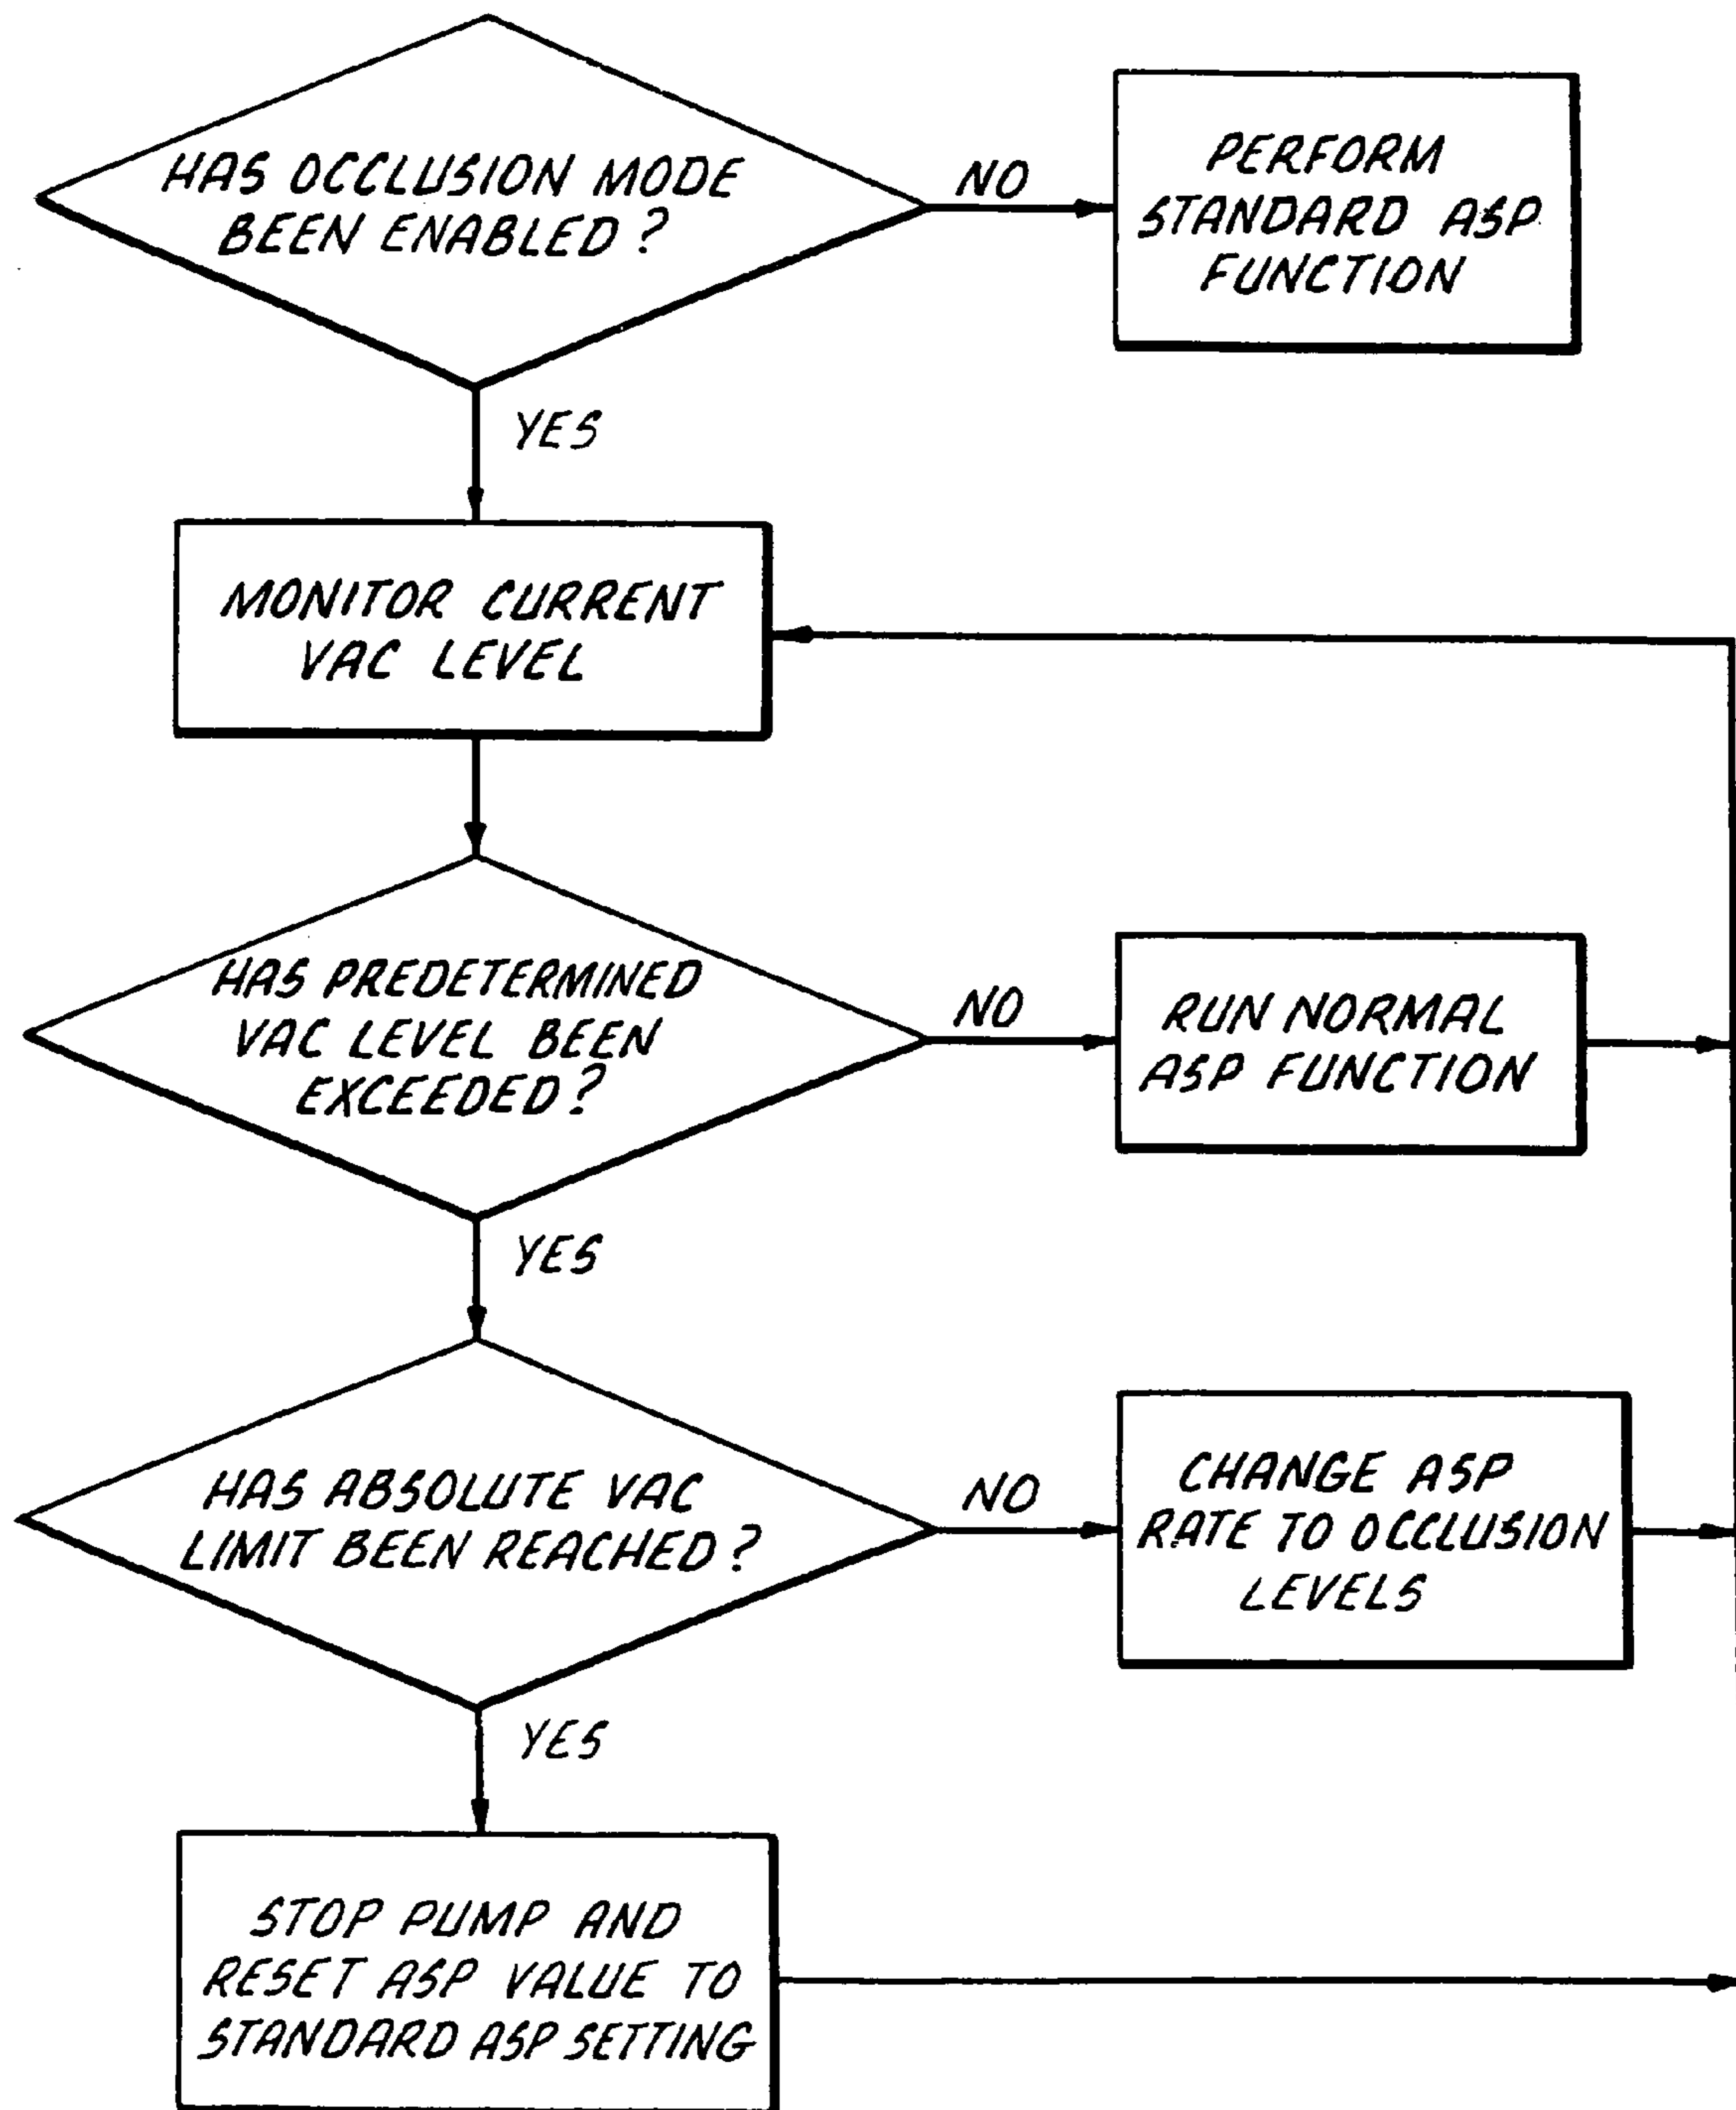 HAS OCCLUSION MODE
BEEN ENABLED?
NO
PERFORM
STANDARD ASP
FUNCTION
YES
MONITOR CURRENT
VAC LEVEL
HAS PREDETERMINED
VAC LEVEL BEEN
EXCEEDED?
NO
RUN NORMAL
ASP FUNCTION
YES
HAS ABSOLUTE VAC
LIMIT BEEN REACHED?
NO
CHANGE ASP
RATE TO OCCLUSION
LEVELS
YES
STOP PUMP AND
RESET ASP VALUE TO
STANDARD ASP SETTING